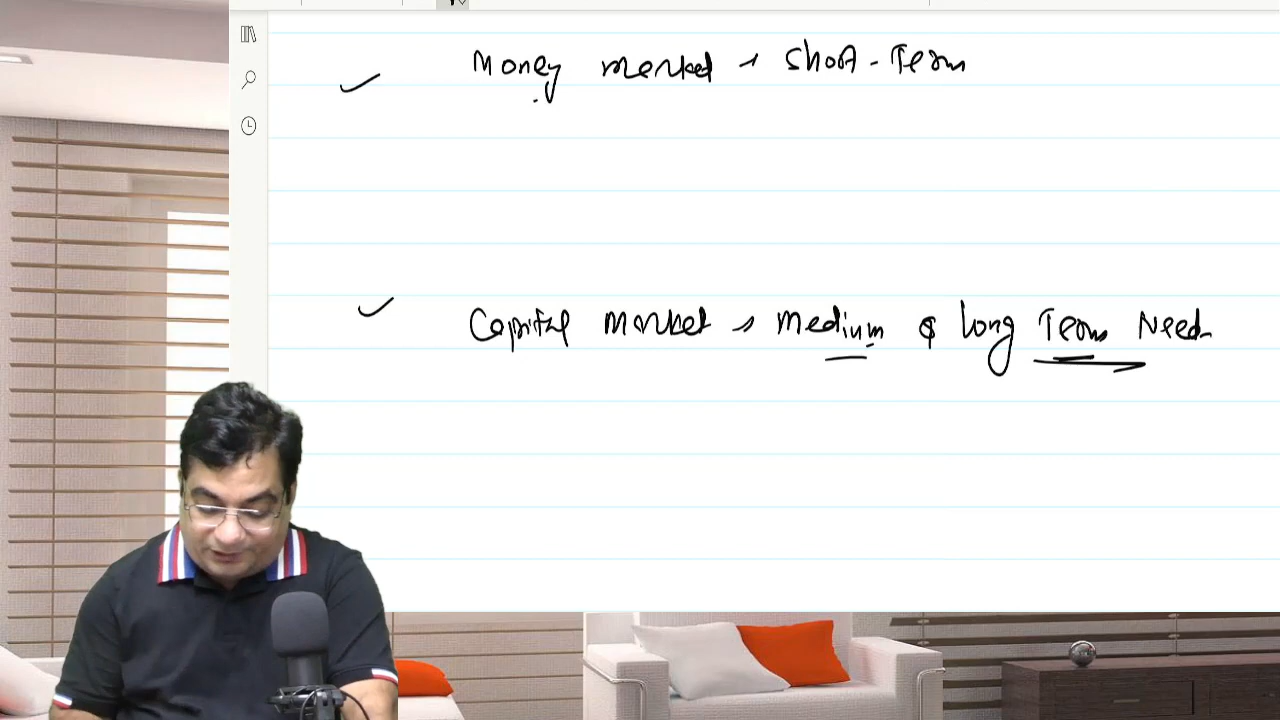 Money market → Short-Term
Capital market → Medium & long Term Need